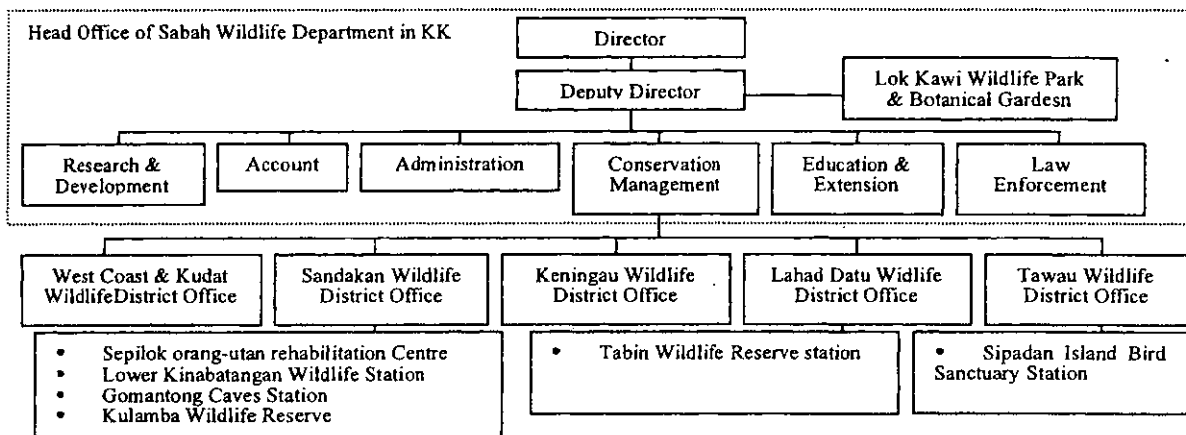 Head Office of Sabah Wildlife Department in KK
Director
Deputy Director
Lok Kawi Wildlife Park
& Botanical Gardesn
Research &
Development
Account
Administration
Conservation
Management
Education &
Extension
Law
Enforcement
West Coast & Kudat
WildlifeDistrict Office
Sandakan Wildlife
District Office
Keningau Wildlife
District Office
Lahad Datu Widlife
District Office
Tawau Wildlife
District Office
• Sepilok orang-utan rehabilitation Centre
• Lower Kinabatangan Wildlife Station
• Gomantong Caves Station
• Kulamba Wildlife Reserve
• Tabin Wildlife Reserve station
• Sipadan Island Bird
Sanctuary Station